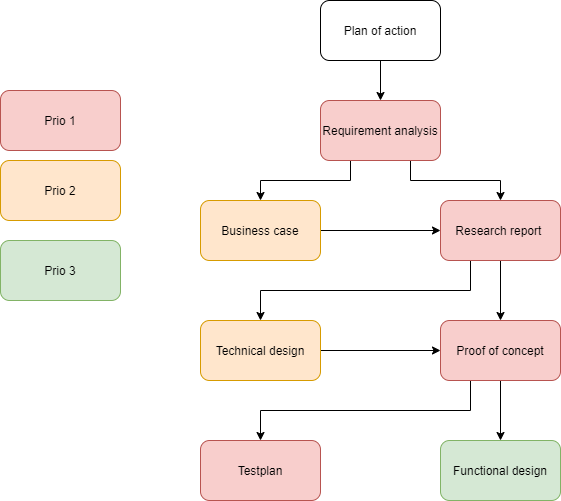 Plan of action
Prio 1
Requirement analysis
Prio 2
Business case
Research report
Prio 3
Technical design
Proof of concept
Testplan
Functional design